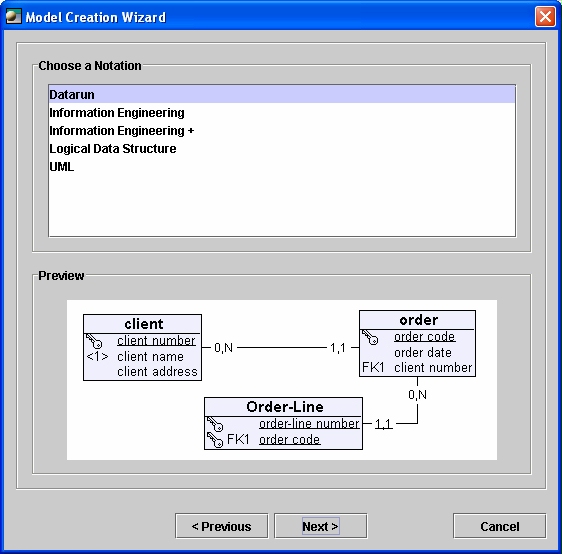 Model Creation Wizard
Choose a Notation
Datarun
Information Engineering
Information Engineering +
Logical Data Structure
UML
Preview
client
client number
<1> client name
client address
0,N
1,1
order
order code
order date
FK1 client number
0,N
Order-Line
order-line number
FK1 order code
1,1
< Previous
Next >
Cancel